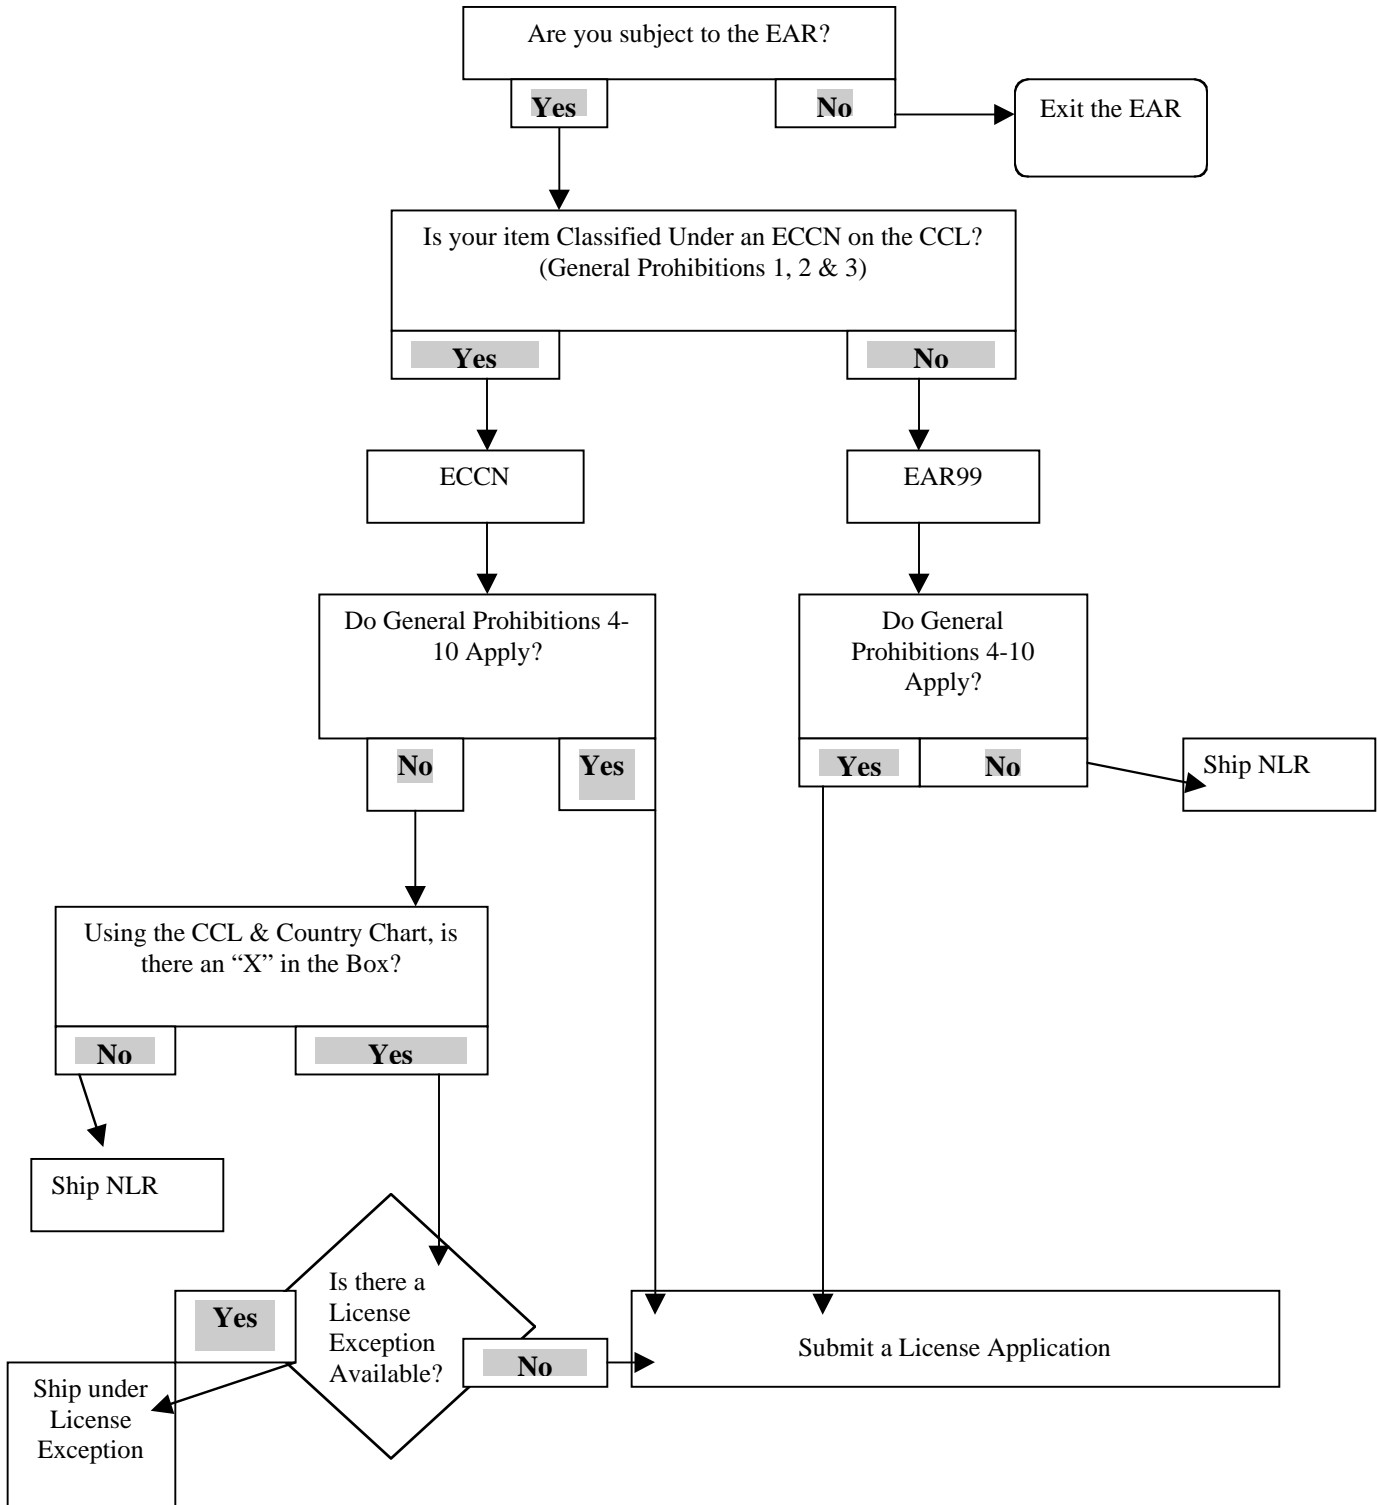 Are you subject to the EAR?
Yes
No
Exit the EAR
Is your item Classified Under an ECCN on the CCL?
(General Prohibitions 1, 2 & 3)
Yes
No
ECCN
EAR99
Do General Prohibitions 4-
10 Apply?
No
Yes
Do General
Prohibitions 4-10
Apply?
Yes
No
Ship NLR
Using the CCL & Country Chart, is
there an “X” in the Box?
No
Yes
Ship NLR
Is there a
License
Exception
Available?
Yes
No
Ship under
License
Exception
Submit a License Application